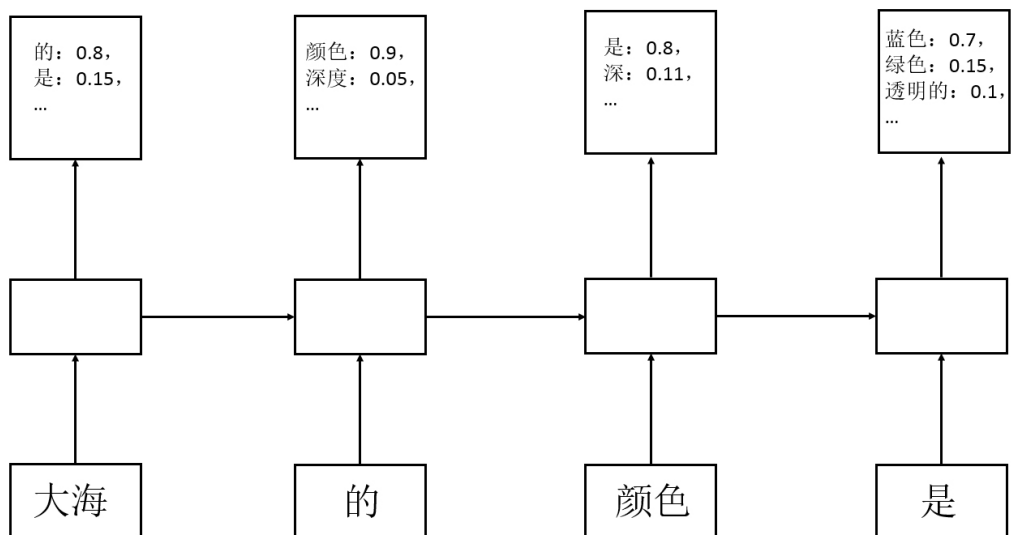 的：0.8，
是：0.15，
...
颜色：0.9，
深度：0.05，
...
是：0.8，
深：0.11，
...
蓝色：0.7，
绿色：0.15，
透明的：0.1，
...
大海
的
颜色
是